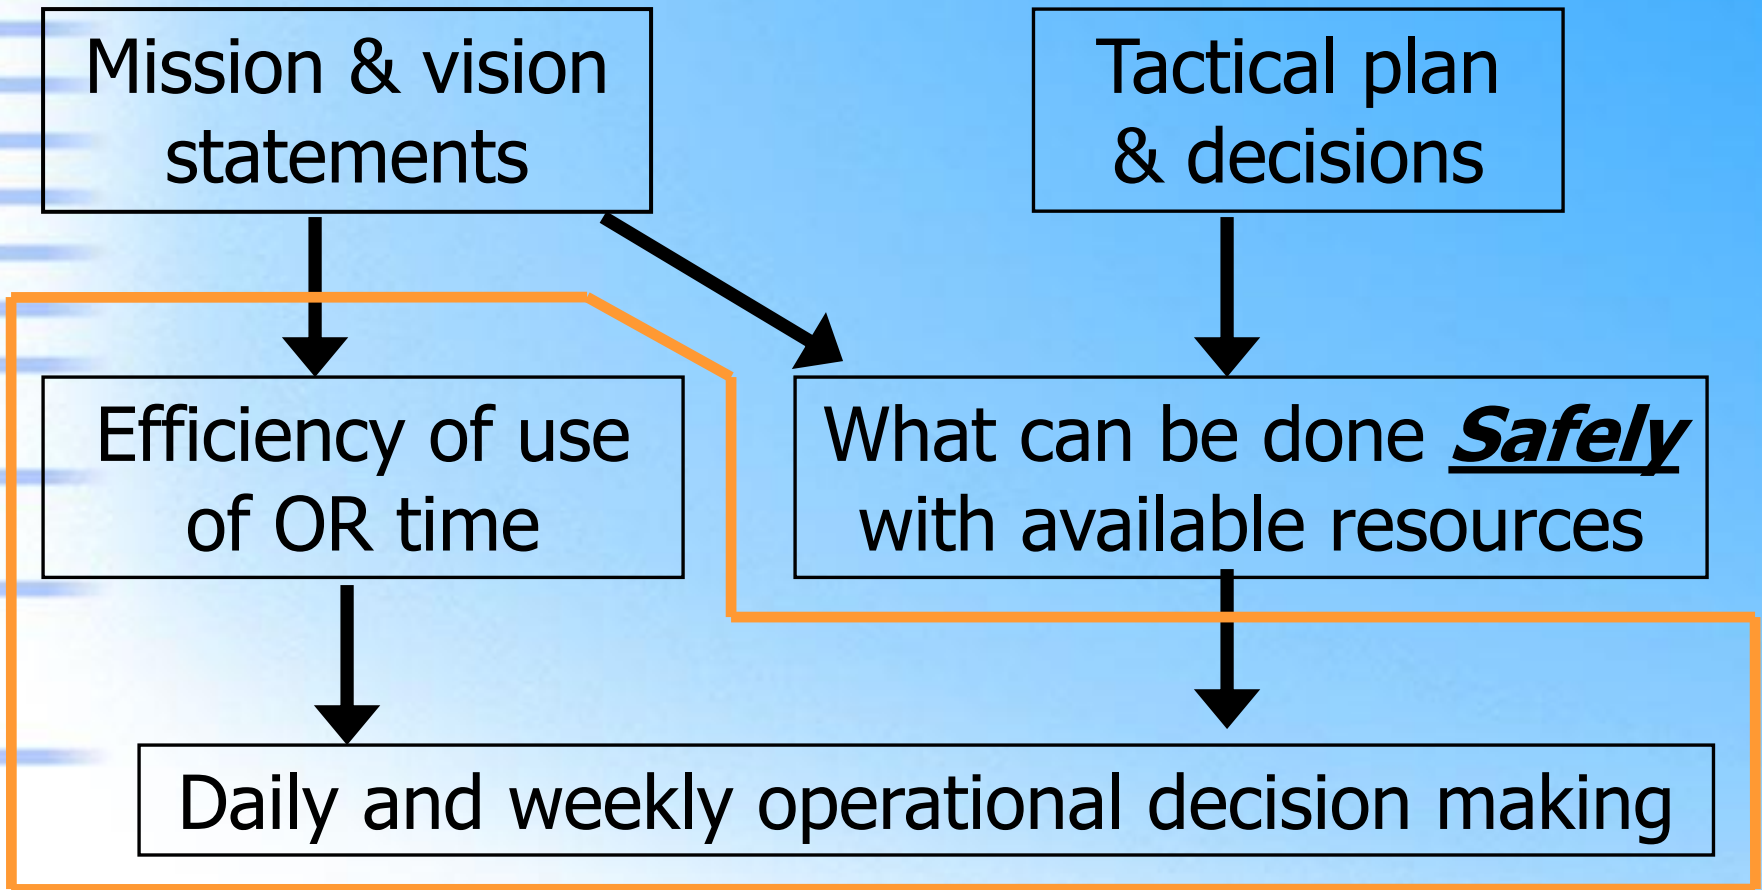 Mission & vision
statements
Tactical plan
& decisions
Efficiency of use
of OR time
What can be done Safely
with available resources
Daily and weekly operational decision making